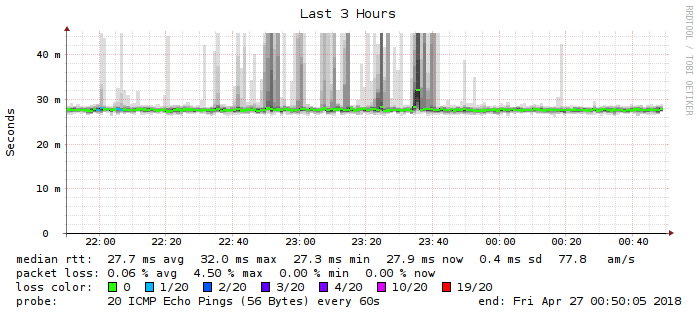 Last 3 Hours
RRDTOOL / TOBI OETIKER
Seconds
40 m
30 m
20 m
10 m
0
22:00 22:20 22:40 23:00 23:20 23:40 00:00 00:20 00:40
median rtt: 27.7 ms avg 32.0 ms max 27.3 ms min 27.9 ms now 0.4 ms sd 77.8 am/s
packet loss: 0.06 % avg 4.50 % max 0.00 % min 0.00 % now
loss color: 0 1/20 2/20 3/20 4/20 10/20 19/20
probe: 20 ICMP Echo Pings (56 Bytes) every 60s end: Fri Apr 27 00:50:05 2018